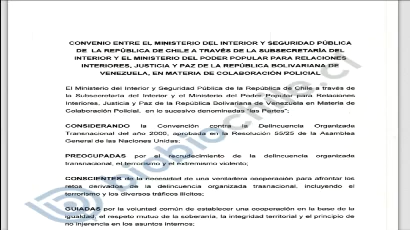 CONVENIO ENTRE EL MINISTERIO DEL INTERIOR Y SEGURIDAD PÚBLICA
DE LA REPÚBLICA DE CHILE A TRAVÉS DE LA SUBSECRETARÍA DEL
INTERIOR Y EL MINISTERIO DEL PODER POPULAR PARA RELACIONES
INTERIORES, JUSTICIA Y PAZ DE LA REPÚBLICA BOLIVARIANA DE
VENEZUELA, EN MATERIA DE COLABORACIÓN POLICIAL
El Ministerio del Interior y Seguridad Pública de la República de Chile a través de
la Subsecretaría del Interior y el Ministerio del Poder Popular para Relaciones
Interiores, Justicia y Paz de la República Bolivariana de Venezuela en Materia de
Colaboración Policial, en lo sucesivo denominadas "las Partes";
CONSIDERANDO la Convención contra la Delincuencia Organizada
Transnacional del año 2000, aprobada en la Resolución 55/25 de la Asamblea
General de las Naciones Unidas;
PREOCUPADAS por el recrudecimiento de la delincuencia organizada
transnacional, el terrorismo y el extremismo violento;
CONSCIENTES de la necesidad de una verdadera cooperación para afrontar los
retos derivados de la delincuencia organizada trasnacional, incluyendo el
terrorismo y los diversos tráficos ilícitos;
GUIADAS por la voluntad común de establecer una cooperación en base de la
igualdad, el respeto mutuo de la soberanía, la integridad territorial y el principio de
no injerencia en los asuntos internos;
biobiochile.cl